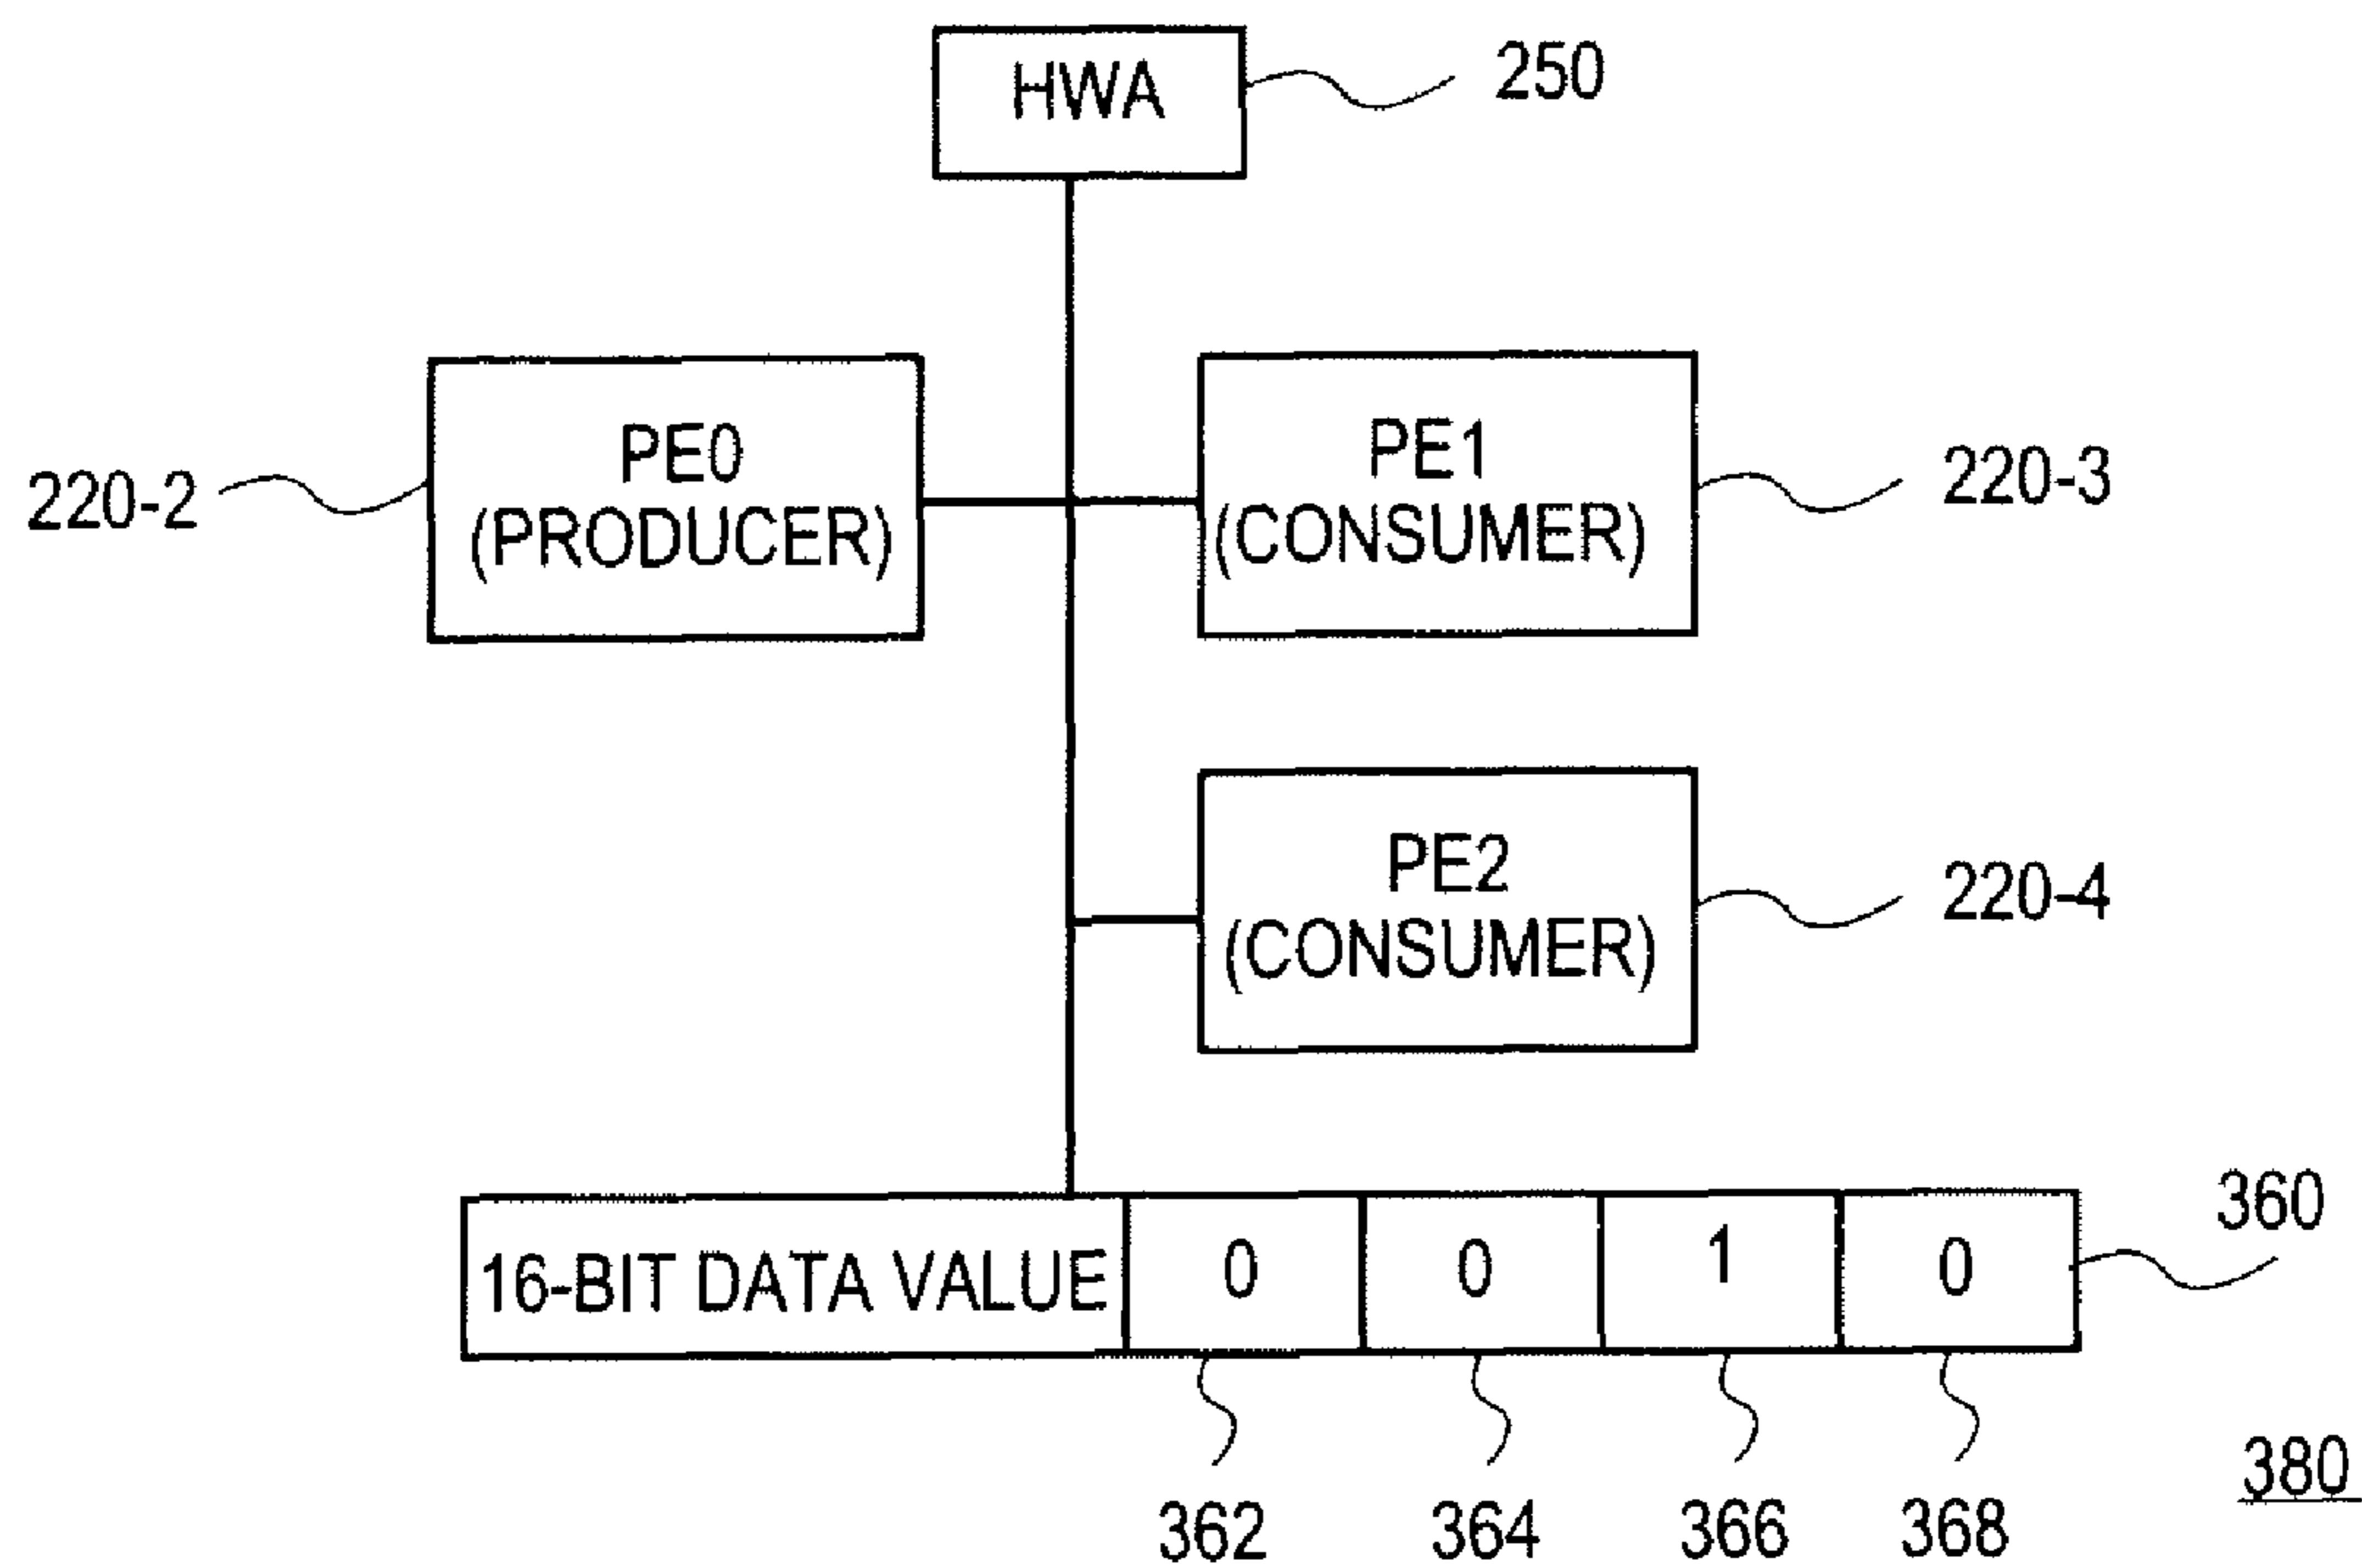 HWA
250
PE0
(PRODUCER)
220-2
PE1
(CONSUMER)
220-3
PE2
(CONSUMER)
220-4
16-BIT DATA VALUE 0 0 1 0
360
362 364 366 368
380